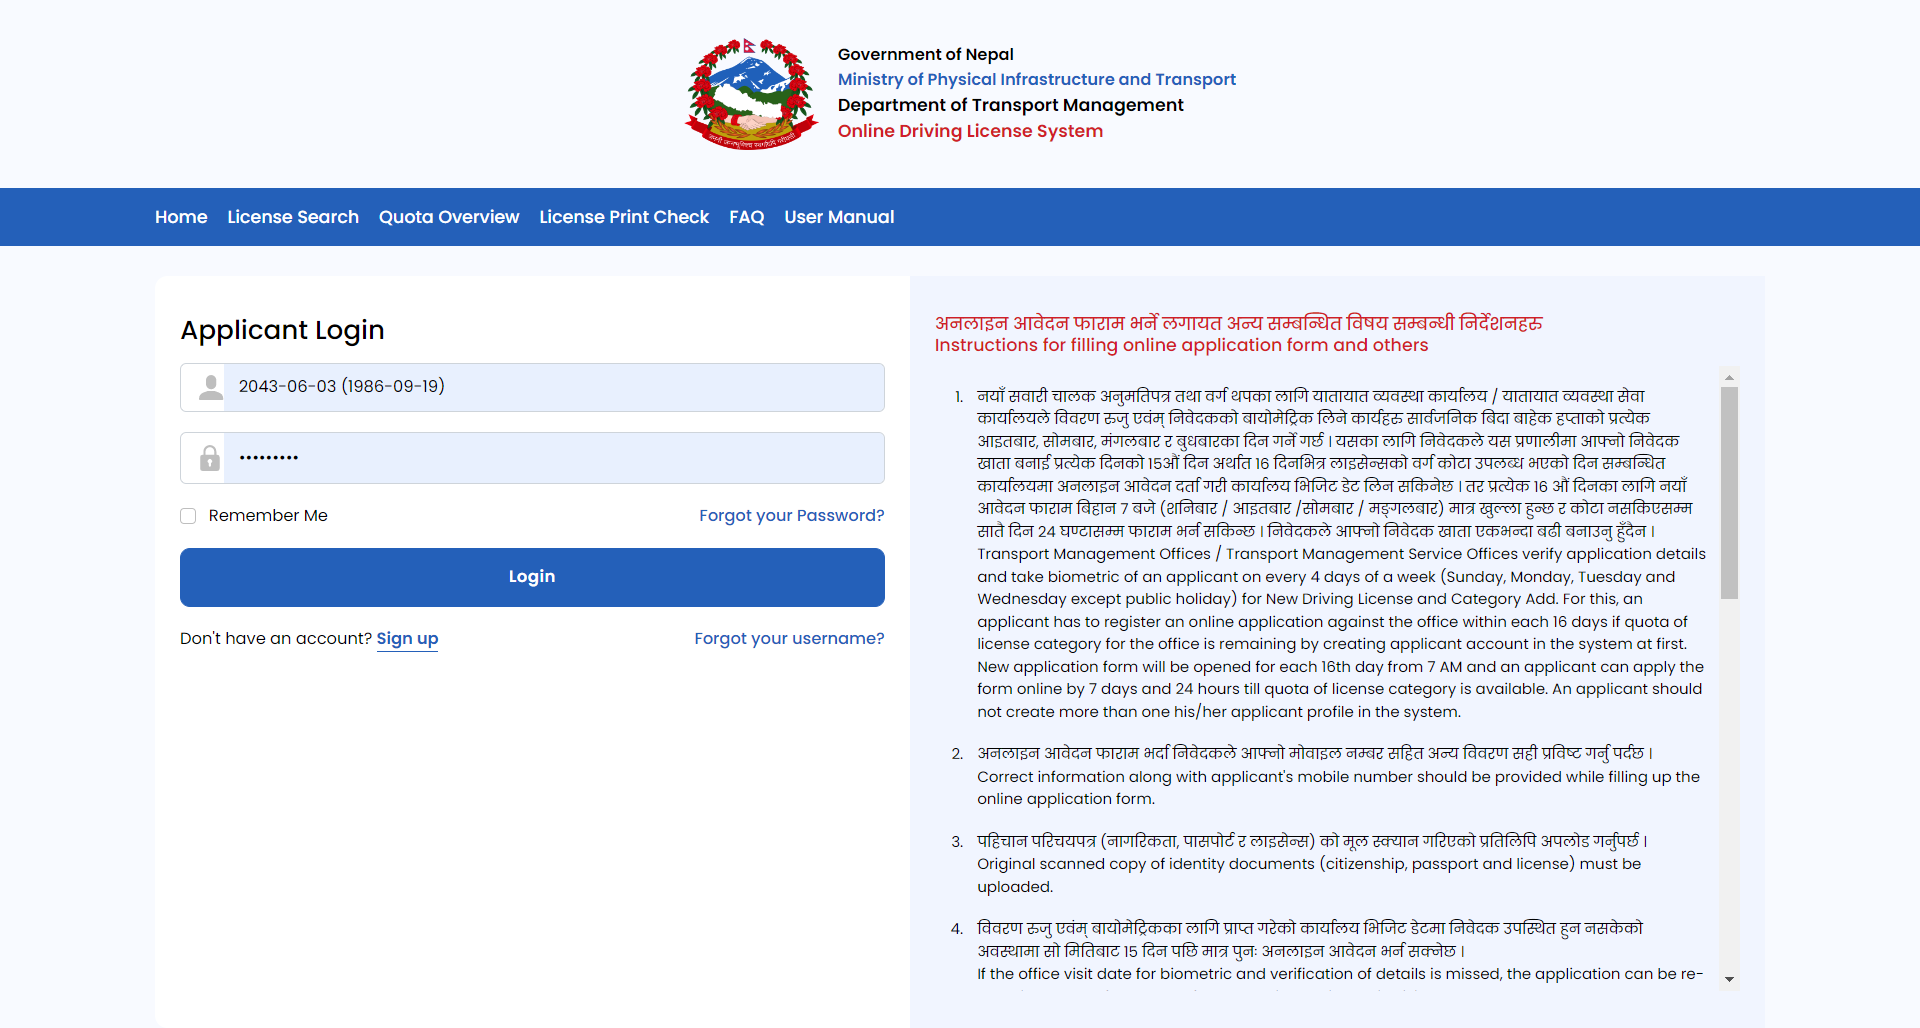 Government of Nepal
Ministry of Physical Infrastructure and Transport
Department of Transport Management
Online Driving License System
Home License Search Quota Overview License Print Check FAQ User Manual
Applicant Login
2043-06-03 (1986-09-19)
•••••••••
Remember Me Forgot your Password?
Login
Don't have an account? Sign up Forgot your username?
अनलाइन आवेदन फाराम भर्ने लगायत अन्य सम्बन्धित विषय सम्बन्धी निर्देशनहरु
Instructions for filling online application form and others
1. नयाँ सवारी चालक अनुमतिपत्र तथा वर्ग थपका लागि यातायात व्यवस्था कार्यालय / यातायात व्यवस्था सेवा
कार्यालयले विवरण रुजु एवंम् निवेदकको बायोमेट्रिक लिने कार्यहरु सार्वजनिक बिदा बाहेक हप्ताको प्रत्येक
आइतबार, सोमबार, मंगलबार र बुधबारका दिन गर्ने गर्छ । यसका लागि निवेदकले यस प्रणालीमा आफ्नो निवेदक
खाता बनाई प्रत्येक दिनको 15औं दिन अर्थात 16 दिनभित्र लाइसेन्सको वर्ग कोटा उपलब्ध भएको दिन सम्बन्धित
कार्यालयमा अनलाइन आवेदन दर्ता गरी कार्यालय भिजिट डेट लिन सकिनेछ । तर प्रत्येक 16 औं दिनका लागि नयाँ
आवेदन फाराम बिहान 7 बजे (शनिबार / आइतबार /सोमबार / मङ्गलबार) मात्र खुल्ला हुन्छ र कोटा नसकिएसम्म
सातै दिन 24 घण्टासम्म फाराम भर्न सकिन्छ । निवेदकले आफ्नो निवेदक खाता एकभन्दा बढी बनाउनु हुँदैन ।
Transport Management Offices / Transport Management Service Offices verify application details
and take biometric of an applicant on every 4 days of a week (Sunday, Monday, Tuesday and
Wednesday except public holiday) for New Driving License and Category Add. For this, an
applicant has to register an online application against the office within each 16 days if quota of
license category for the office is remaining by creating applicant account in the system at first.
New application form will be opened for each 16th day from 7 AM and an applicant can apply the
form online by 7 days and 24 hours till quota of license category is available. An applicant should
not create more than one his/her applicant profile in the system.
2. अनलाइन आवेदन फाराम भर्दा निवेदकले आफ्नो मोवाइल नम्बर सहित अन्य विवरण सही प्रविष्ट गर्नु पर्दछ ।
Correct information along with applicant's mobile number should be provided while filling up the
online application form.
3. पहिचान परिचयपत्र (नागरिकता, पासपोर्ट र लाइसेन्स) को मूल स्क्यान गरिएको प्रतिलिपि अपलोड गर्नुपर्छ ।
Original scanned copy of identity documents (citizenship, passport and license) must be
uploaded.
4. विवरण रुजु एवंम् बायोमेट्रिकका लागि प्राप्त गरेको कार्यालय भिजिट डेटमा निवेदक उपस्थित हुन नसकेको
अवस्थामा सो मितिबाट 15 दिन पछि मात्र पुनः अनलाइन आवेदन भर्न सक्नेछ ।
If the office visit date for biometric and verification of details is missed, the application can be re-